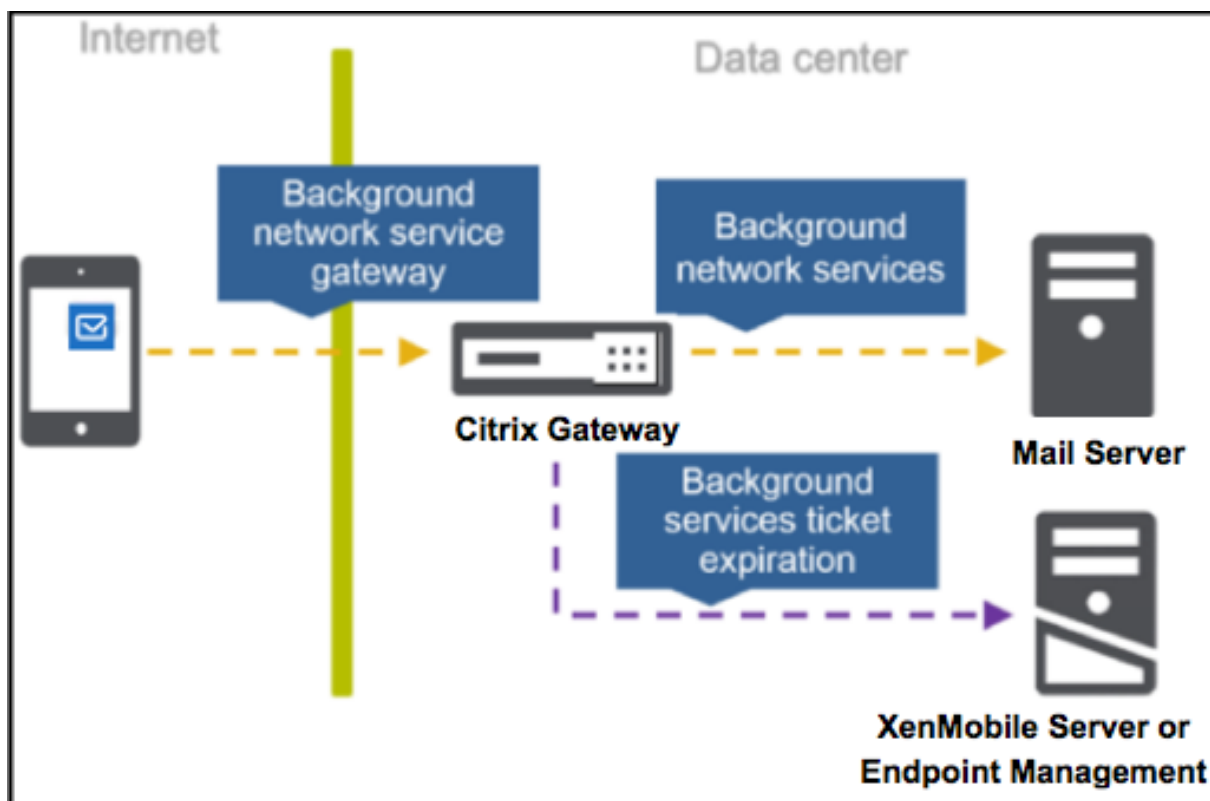 Internet
Data center
Background
network service
gateway
Background
network services
Citrix Gateway
Mail Server
Background
services ticket
expiration
XenMobile Server or
Endpoint Management